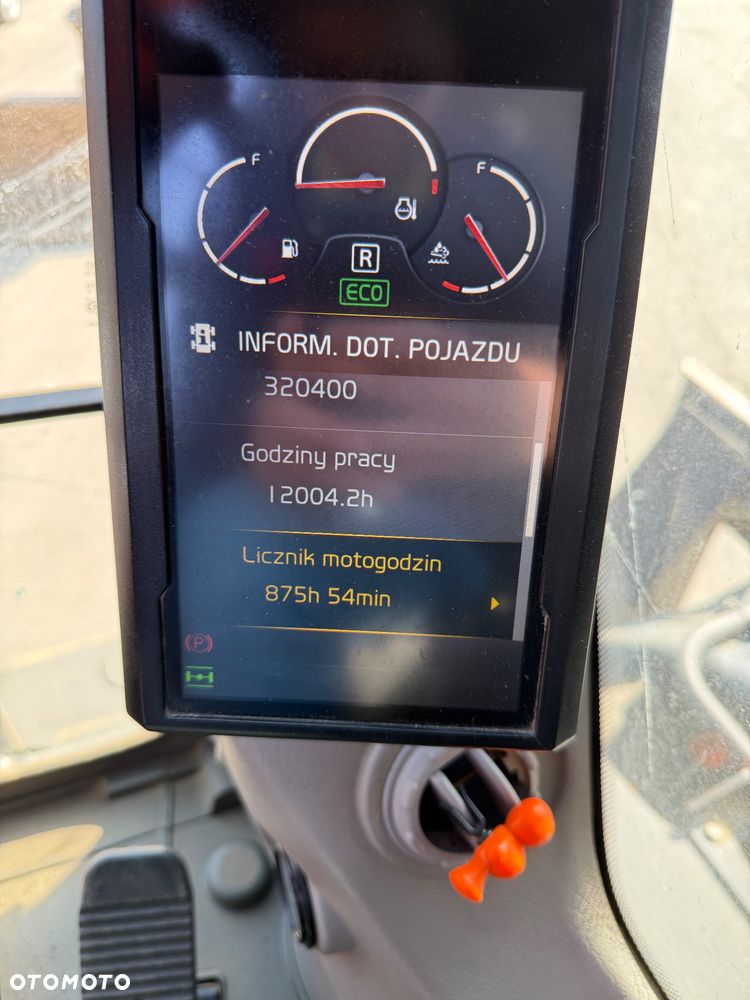 F
F
R
ECO
INFORM. DOT. POJAZDU
320400
Godziny pracy
12004.2h
Licznik motogodzin
875h 54min
P
OTOMOTO